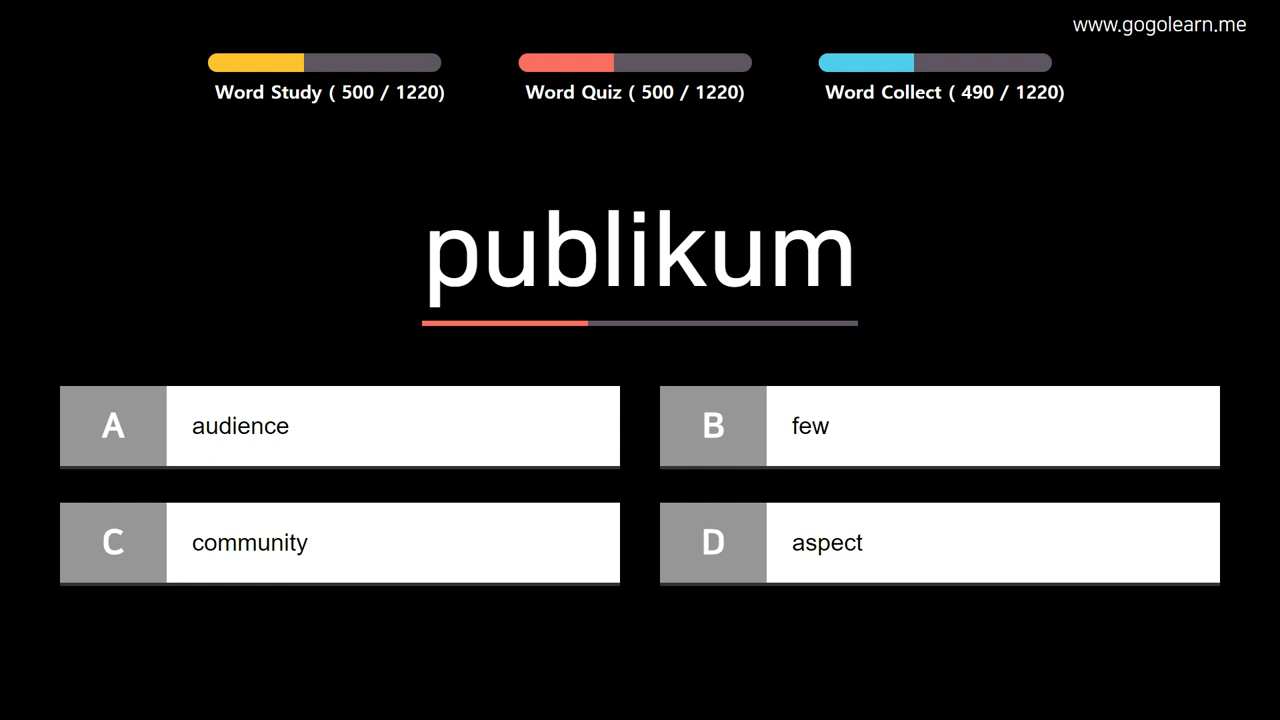 www.gogolearn.me
Word Study ( 500 / 1220)
Word Quiz ( 500 / 1220)
Word Collect ( 490 / 1220)
publikum
A audience
B few
C community
D aspect